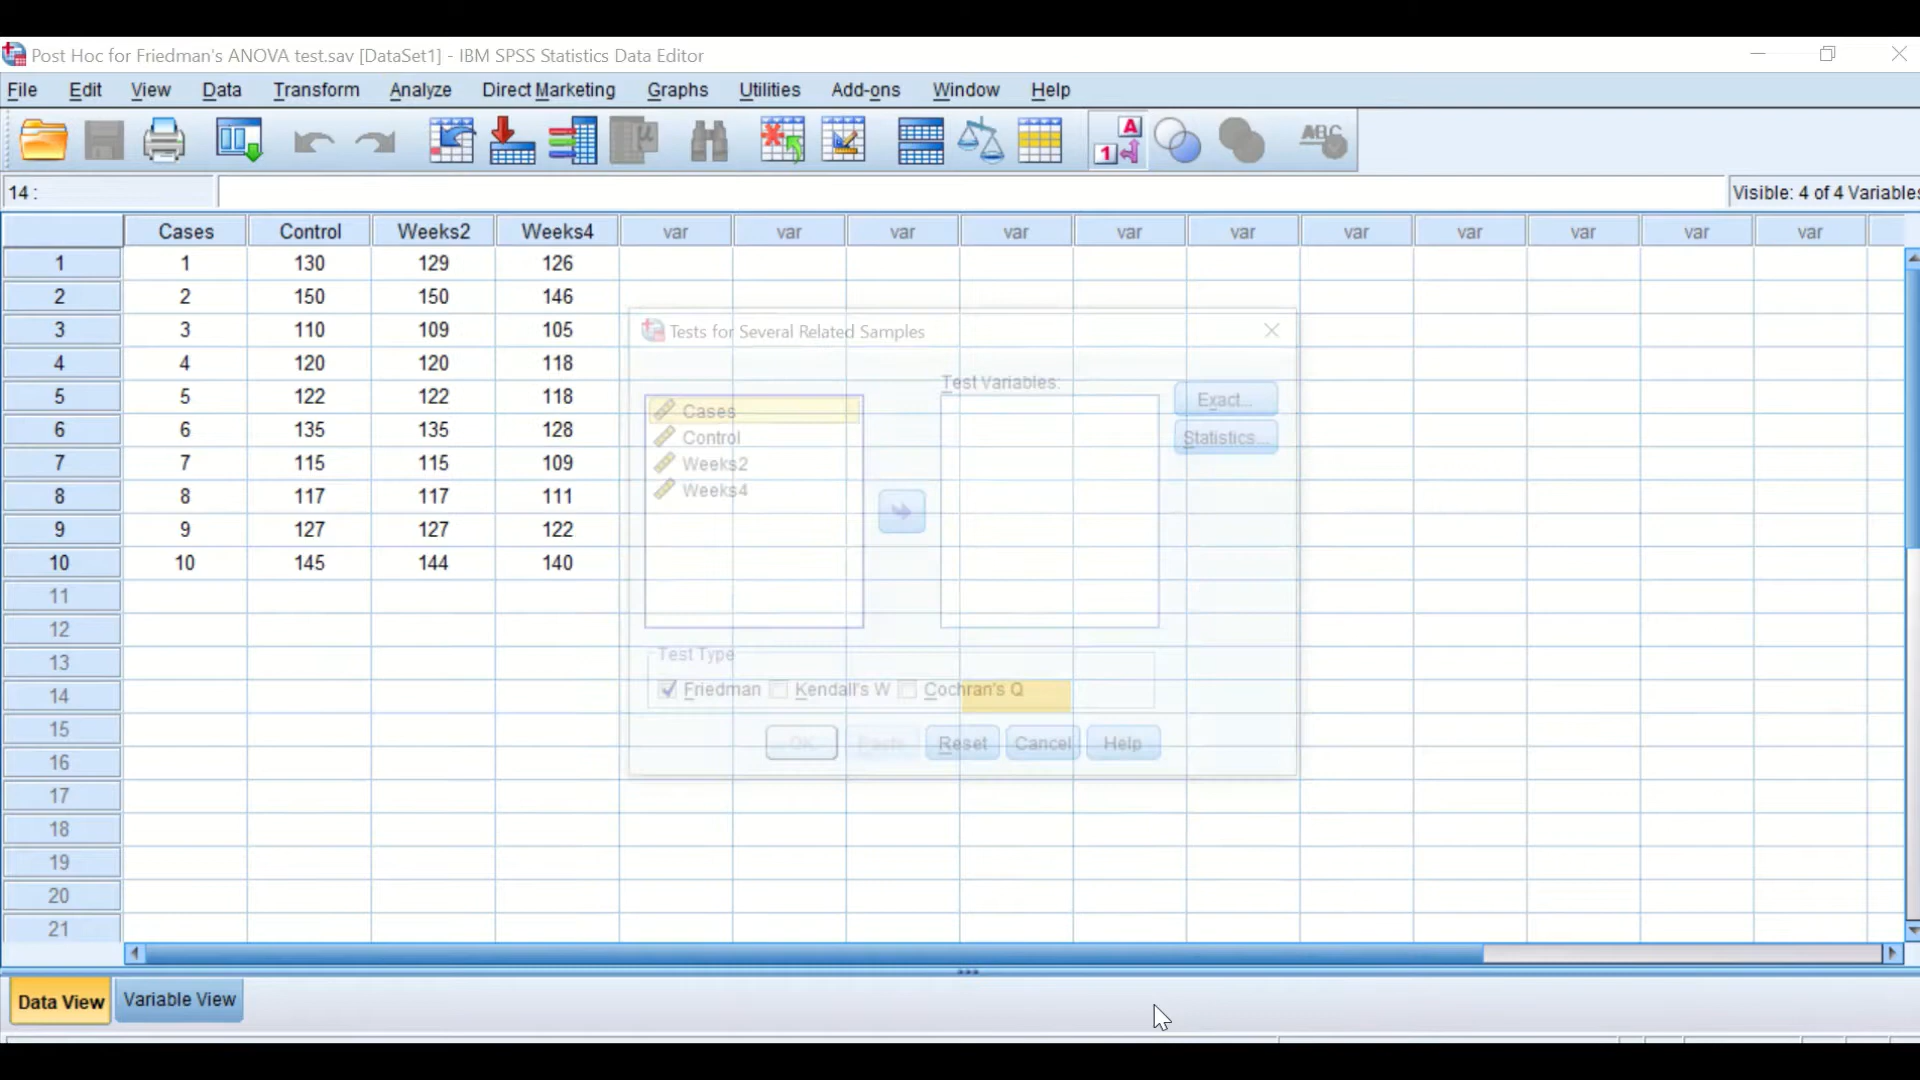 Post Hoc for Friedman's ANOVA test.sav [DataSet1] - IBM SPSS Statistics Data Editor
File Edit View Data Transform Analyze Direct Marketing Graphs Utilities Add-ons Window Help
14 :
Visible: 4 of 4 Variables
Cases Control Weeks2 Weeks4 var var var var var var var var var var var
1 1 130 129 126
2 2 150 150 146
3 3 110 109 105
4 4 120 120 118
5 5 122 122 118
6 6 135 135 128
7 7 115 115 109
8 8 117 117 111
9 9 127 127 122
10 10 145 144 140
11
12
13
14
15
16
17
18
19
20
21
Tests for Several Related Samples
Test Variables:
Cases
Control
Weeks2
Weeks4
Exact...
Statistics...
Test Type
Friedman Kendall's W Cochran's Q
OK Paste Reset Cancel Help
Data View Variable View